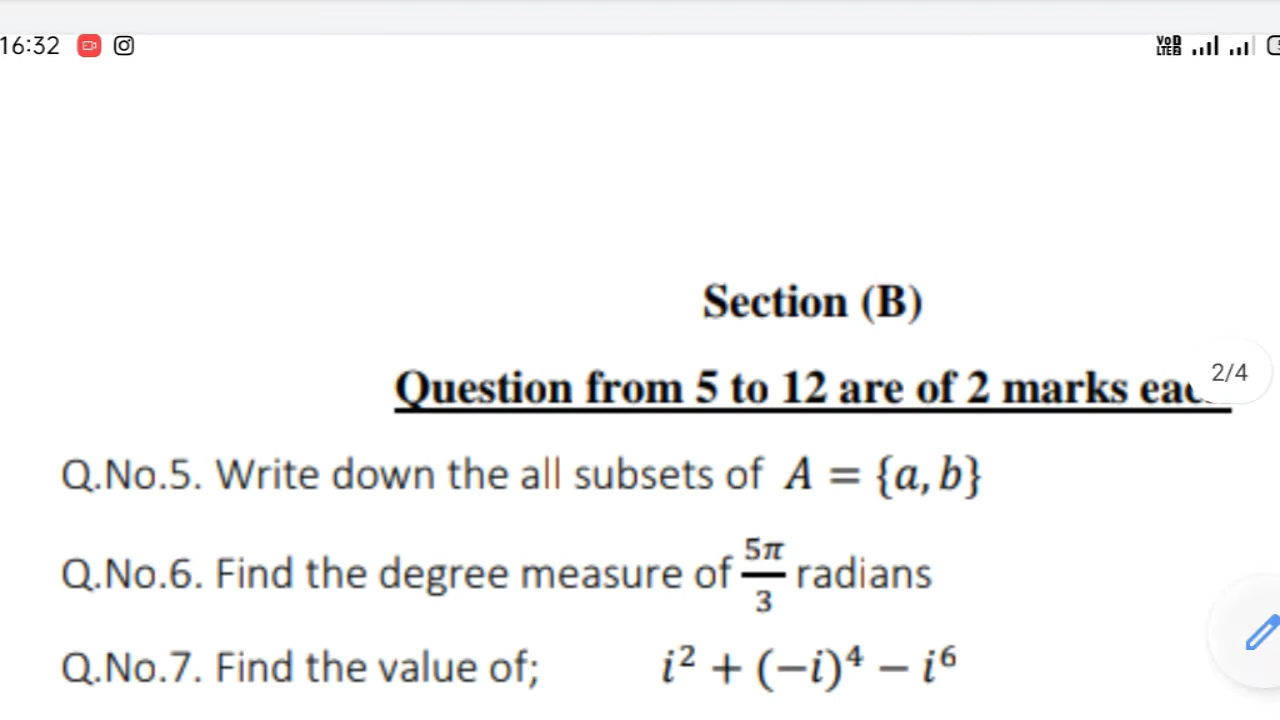 16:32 VoD LTE2
Section (B)
2/4
Question from 5 to 12 are of 2 marks eac
Q.No.5. Write down the all subsets of A = {a, b}
Q.No.6. Find the degree measure of 5π/3 radians
Q.No.7. Find the value of; i² + (−i)⁴ − i⁶